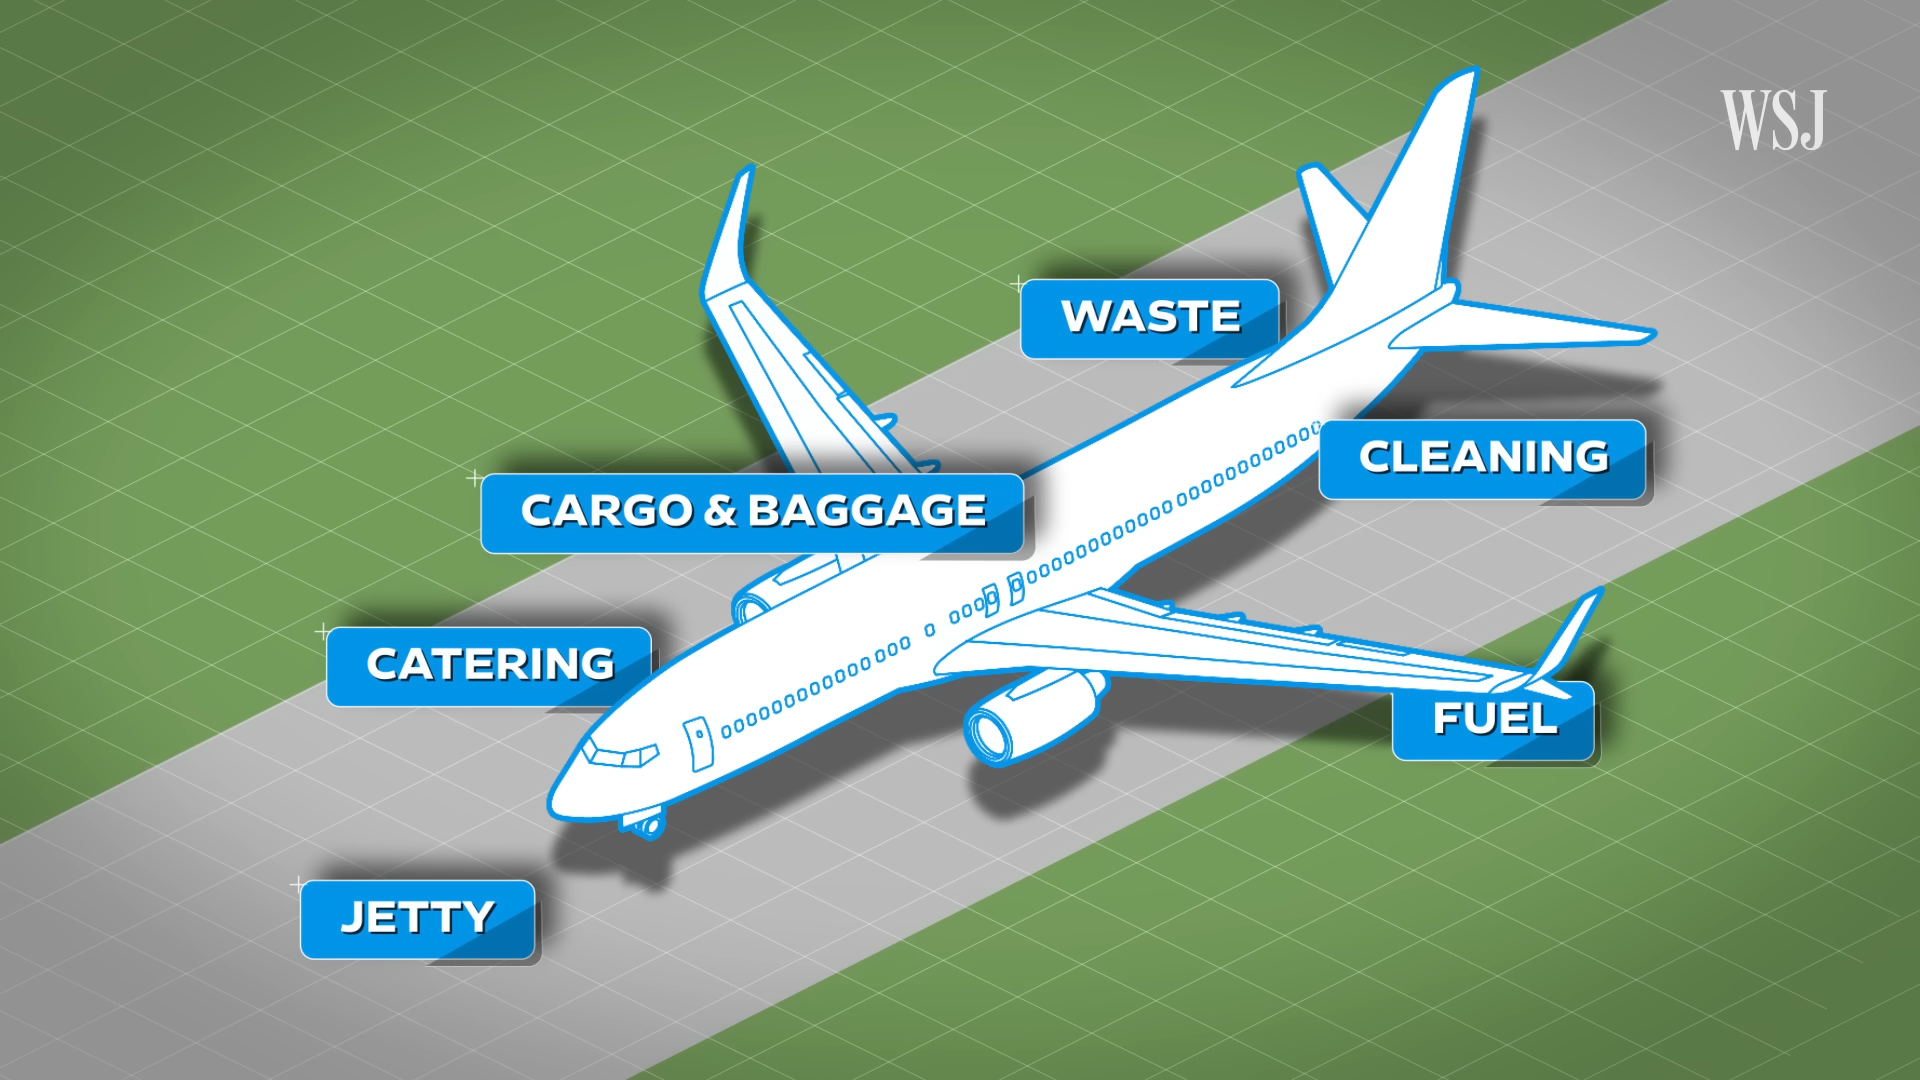 WSJ
WASTE
CLEANING
CARGO & BAGGAGE
CATERING
FUEL
JETTY